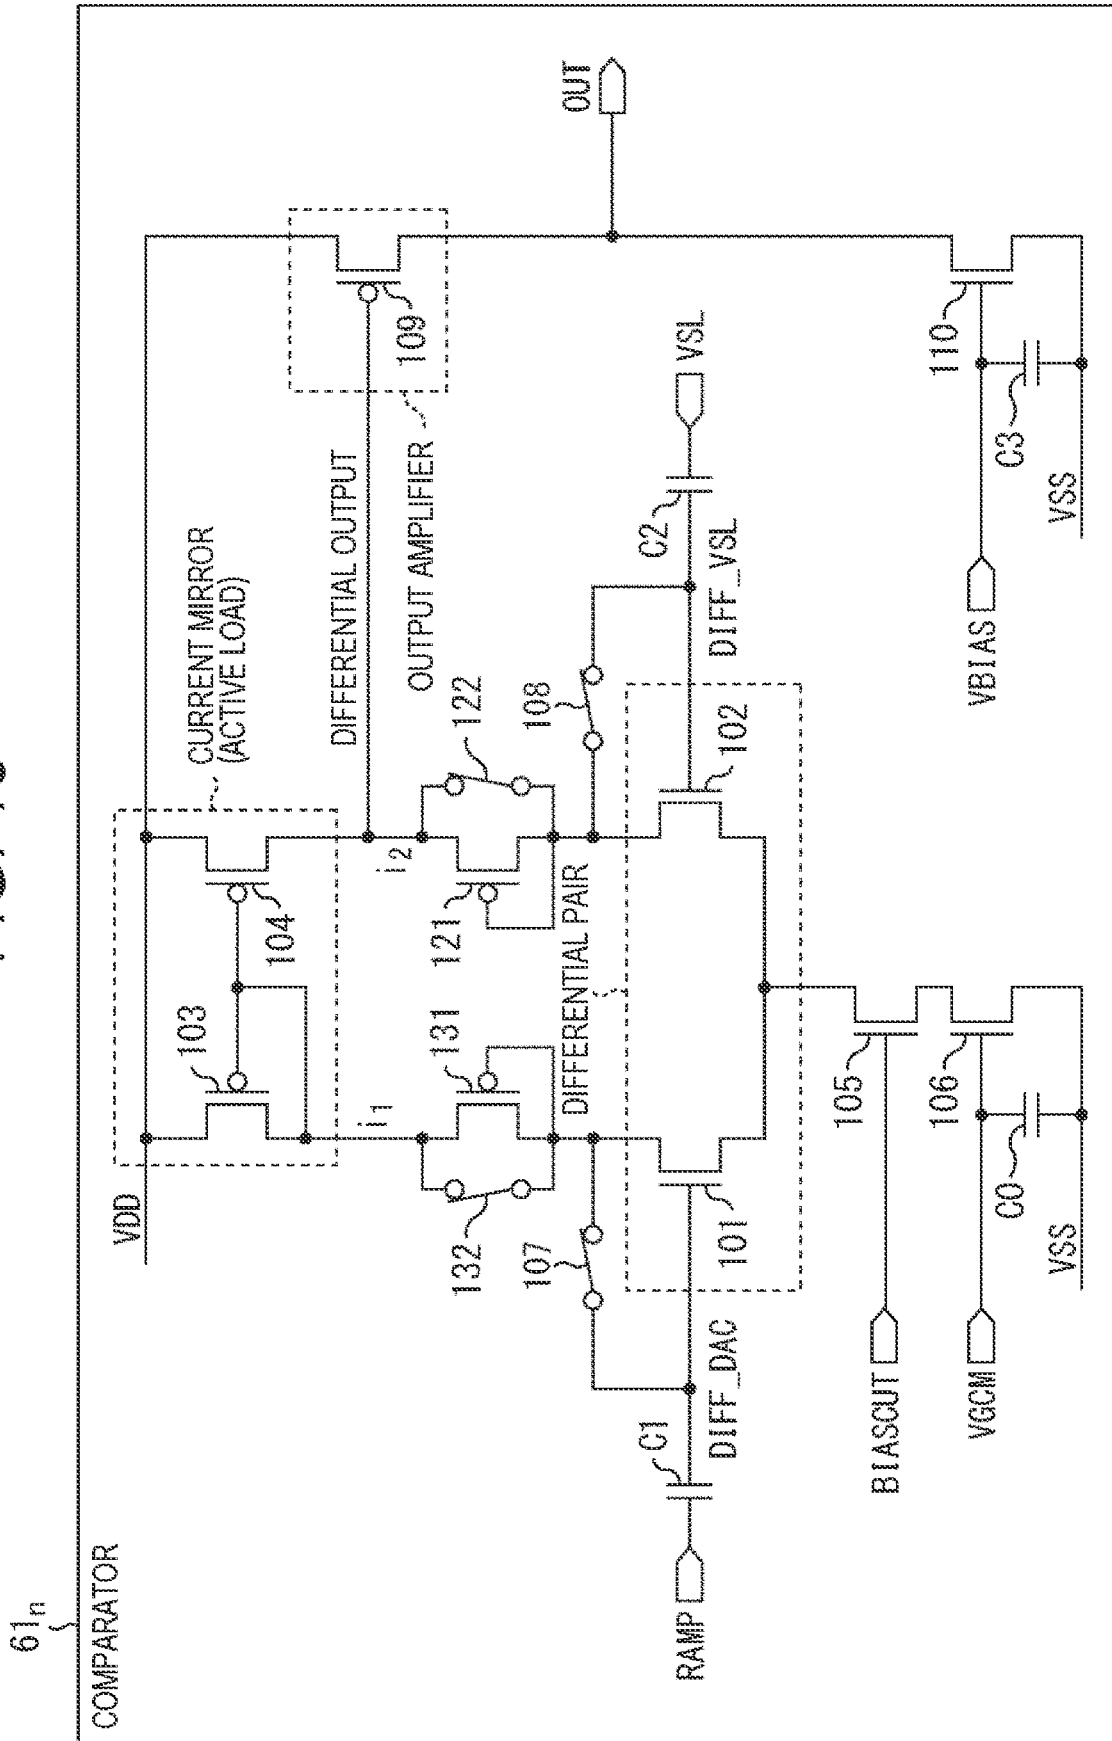 61n
COMPARATOR
VDD
CURRENT MIRROR
(ACTIVE LOAD)
103
104
DIFFERENTIAL OUTPUT
OUTPUT AMPLIFIER
109
OUT
i1
i2
132
131
121
122
107
108
DIFFERENTIAL PAIR
101
102
RAMP
C1
DIFF_DAC
DIFF_VSL
C2
VSL
BIASCUT
105
VGCM
106
C0
VSS
VBIAS
110
C3
VSS